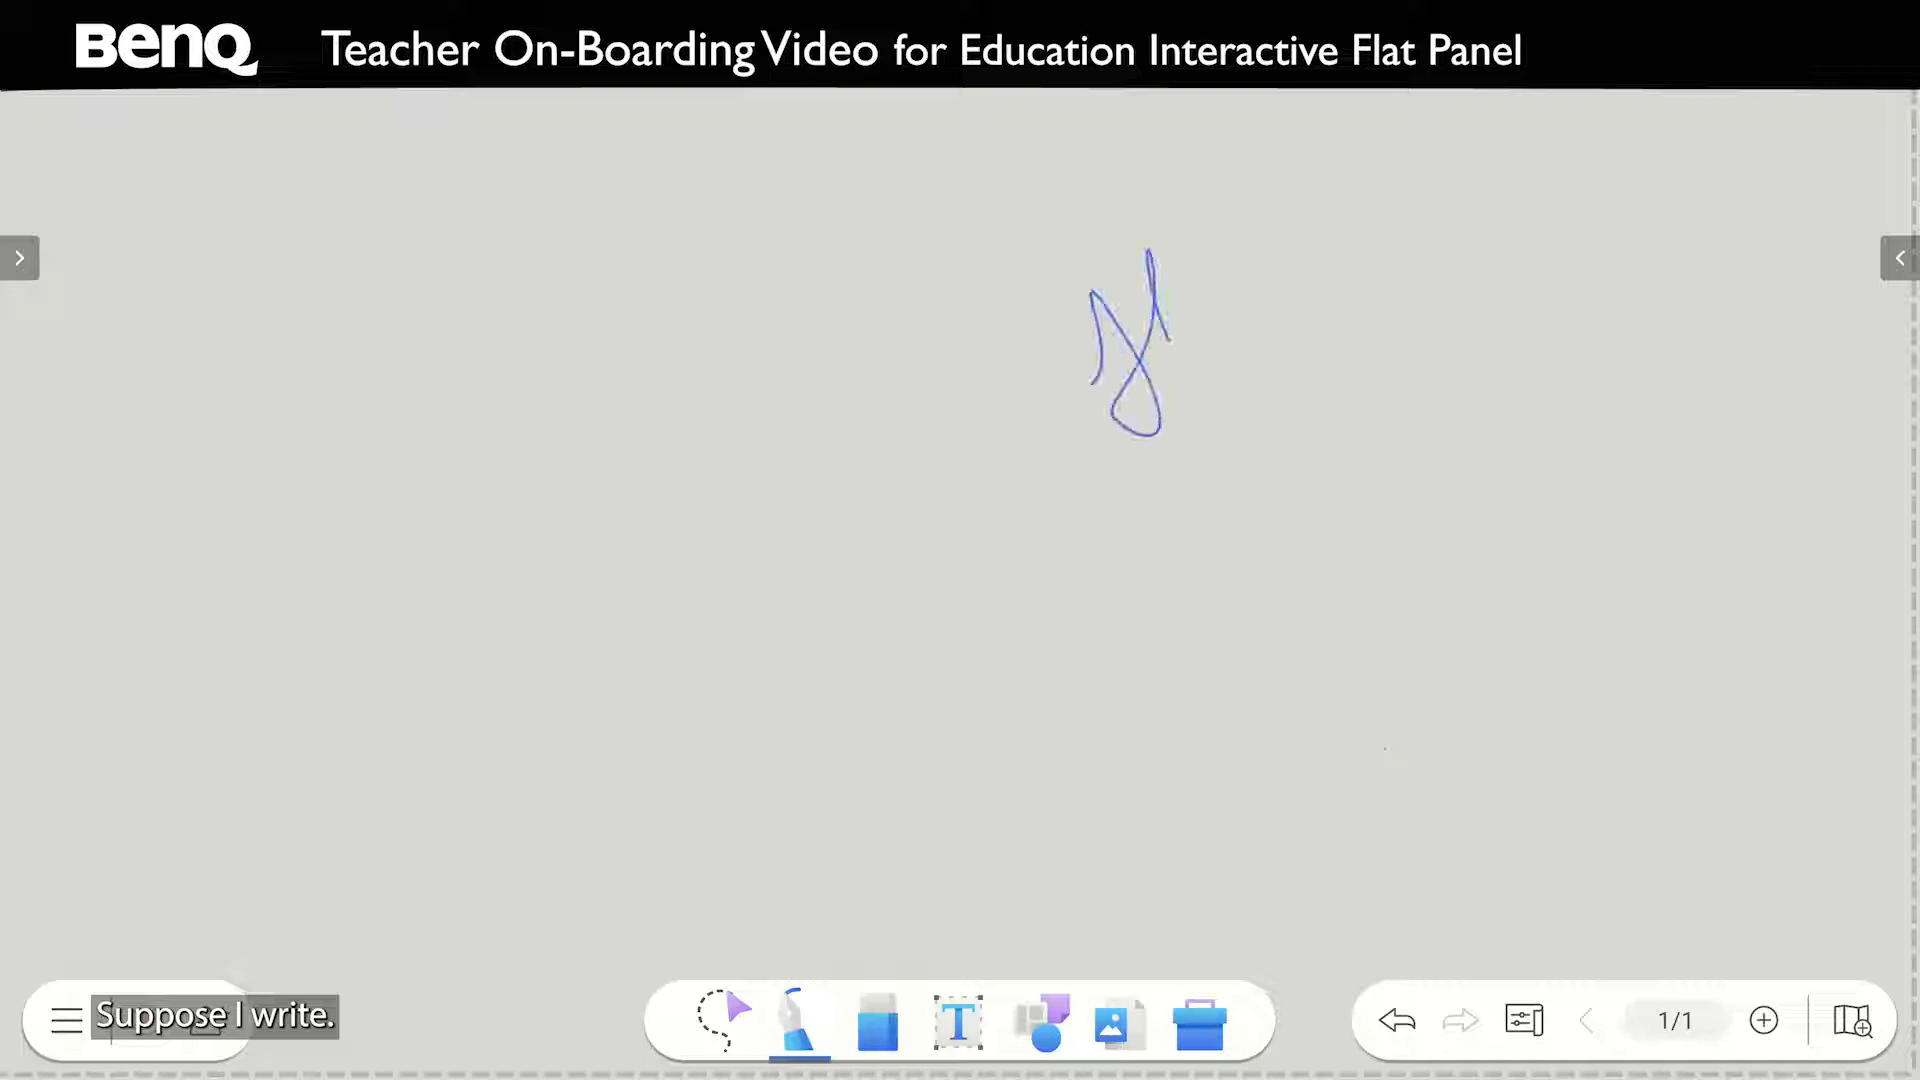 BenQ Teacher On-Boarding Video for Education Interactive Flat Panel
Suppose I write.
T
1/1